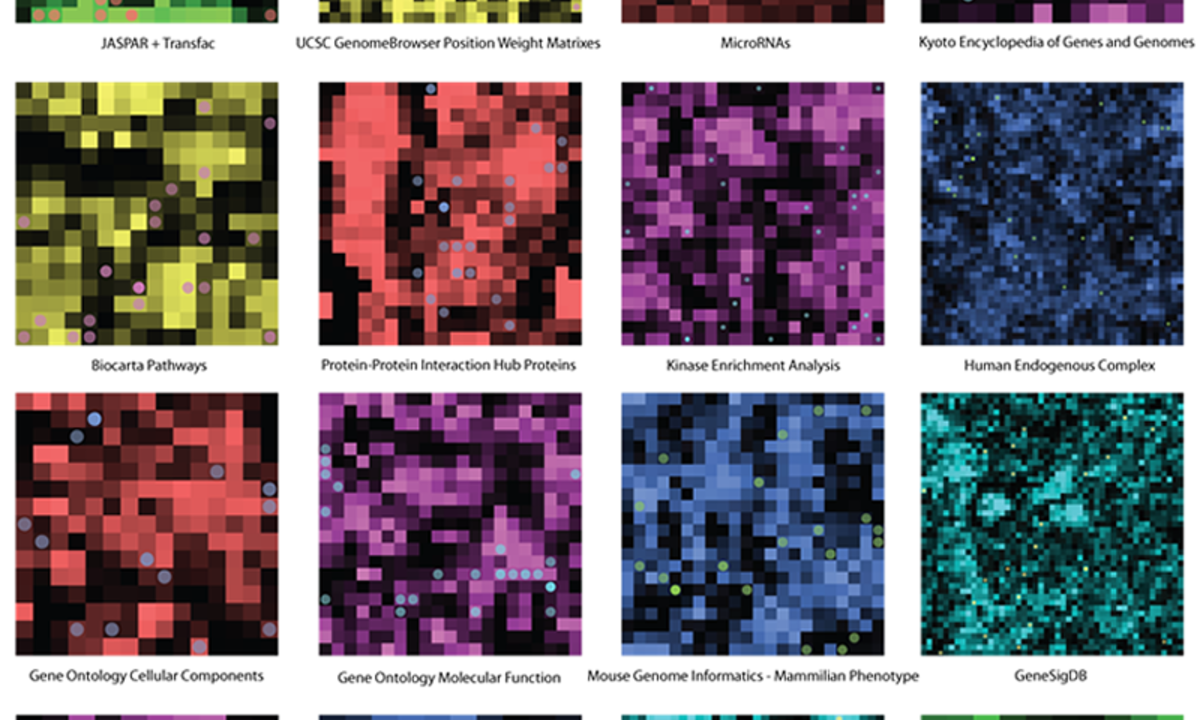 JASPAR + Transfac
UCSC GenomeBrowser Position Weight Matrixes
MicroRNAs
Kyoto Encyclopedia of Genes and Genomes
Biocarta Pathways
Protein-Protein Interaction Hub Proteins
Kinase Enrichment Analysis
Human Endogenous Complex
Gene Ontology Cellular Components
Gene Ontology Molecular Function
Mouse Genome Informatics - Mammilian Phenotype
GeneSigDB